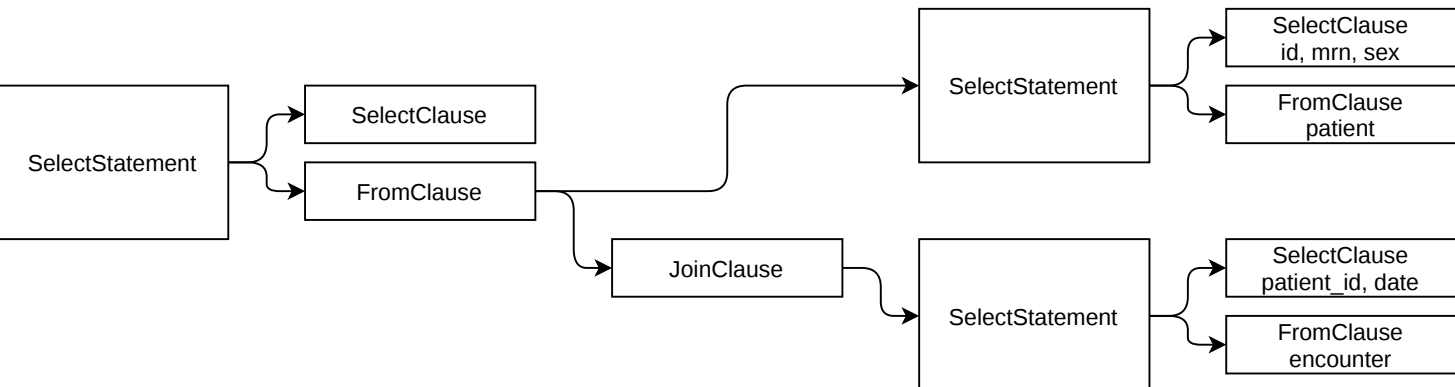 SelectStatement
SelectClause
FromClause
JoinClause
SelectStatement
SelectClause
id, mrn, sex
FromClause
patient
SelectStatement
SelectClause
patient_id, date
FromClause
encounter